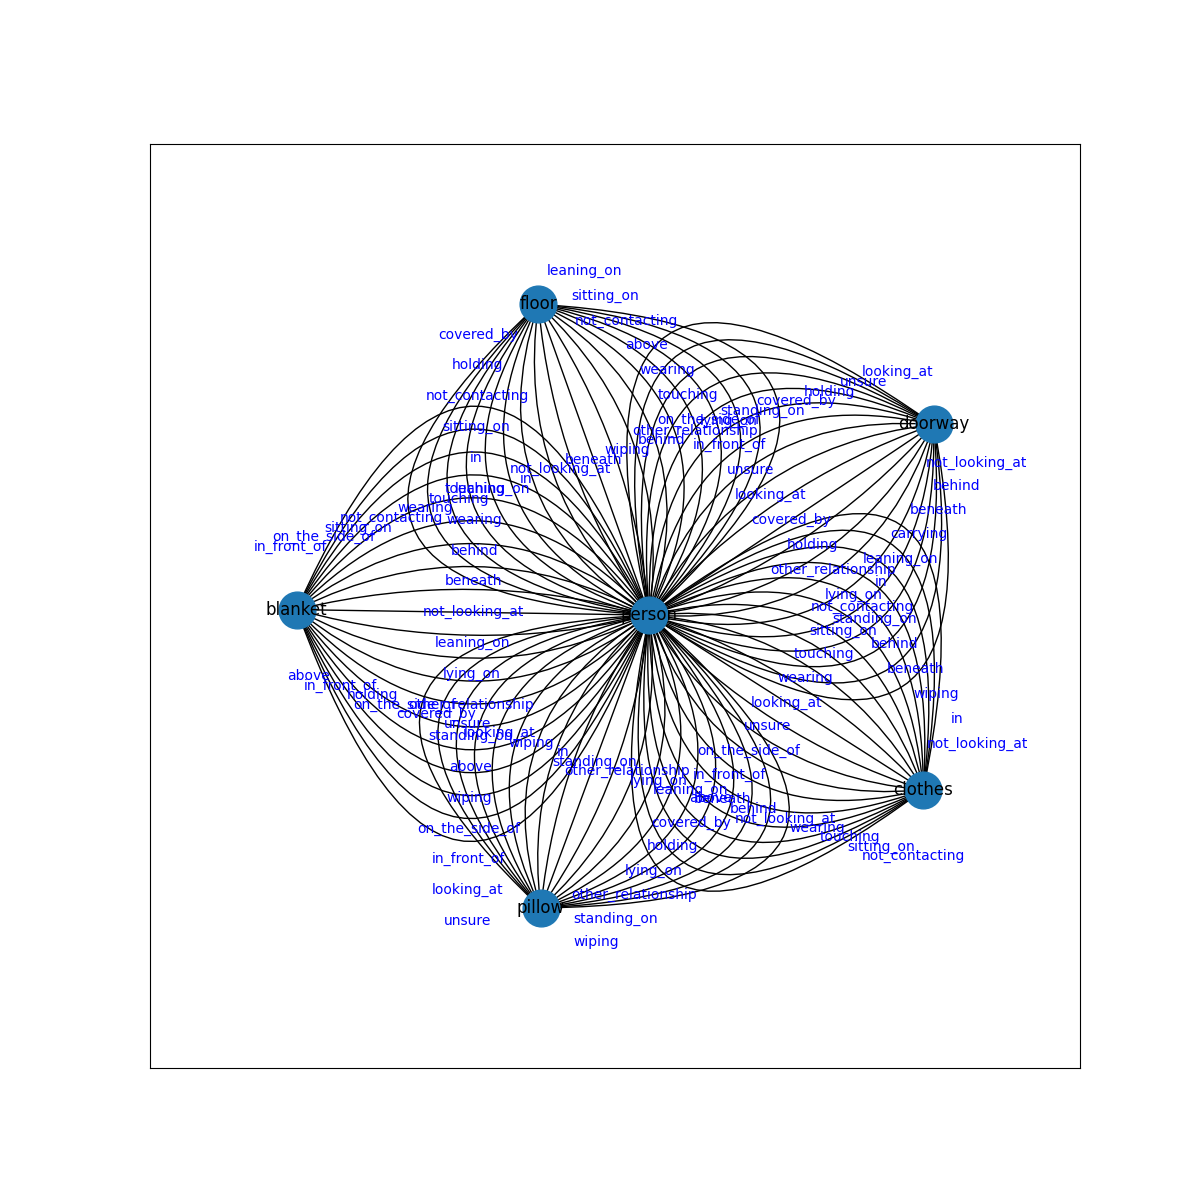 leaning_on
sitting_on
floor
not_contacting
covered_by
above
holding
wearing
looking_at
unsure
not_contacting
touching
holding
covered_by
standing_on
on_the_side_of
lying_on
sitting_on
doorway
other_relationship
behind
in_front_of
wiping
in
beneath
not_looking_at
not_looking_at
unsure
in
behind
touching
leaning_on
looking_at
touching
wearing
beneath
not_contacting
wearing
covered_by
sitting_on
carrying
on_the_side_of
in_front_of
behind
holding
leaning_on
other_relationship
beneath
in
lying_on
not_contacting
blanket
not_looking_at
person
standing_on
sitting_on
leaning_on
behind
touching
beneath
above
lying_on
wearing
in_front_of
holding
wiping
on_the_side_of
other_relationship
looking_at
covered_by
in
unsure
unsure
standing_on
looking_at
wiping
not_looking_at
in
on_the_side_of
standing_on
above
other_relationship
in_front_of
lying_on
leaning_on
clothes
wiping
above
beneath
behind
not_looking_at
covered_by
wearing
on_the_side_of
touching
holding
sitting_on
in_front_of
not_contacting
lying_on
looking_at
other_relationship
pillow
unsure
standing_on
wiping